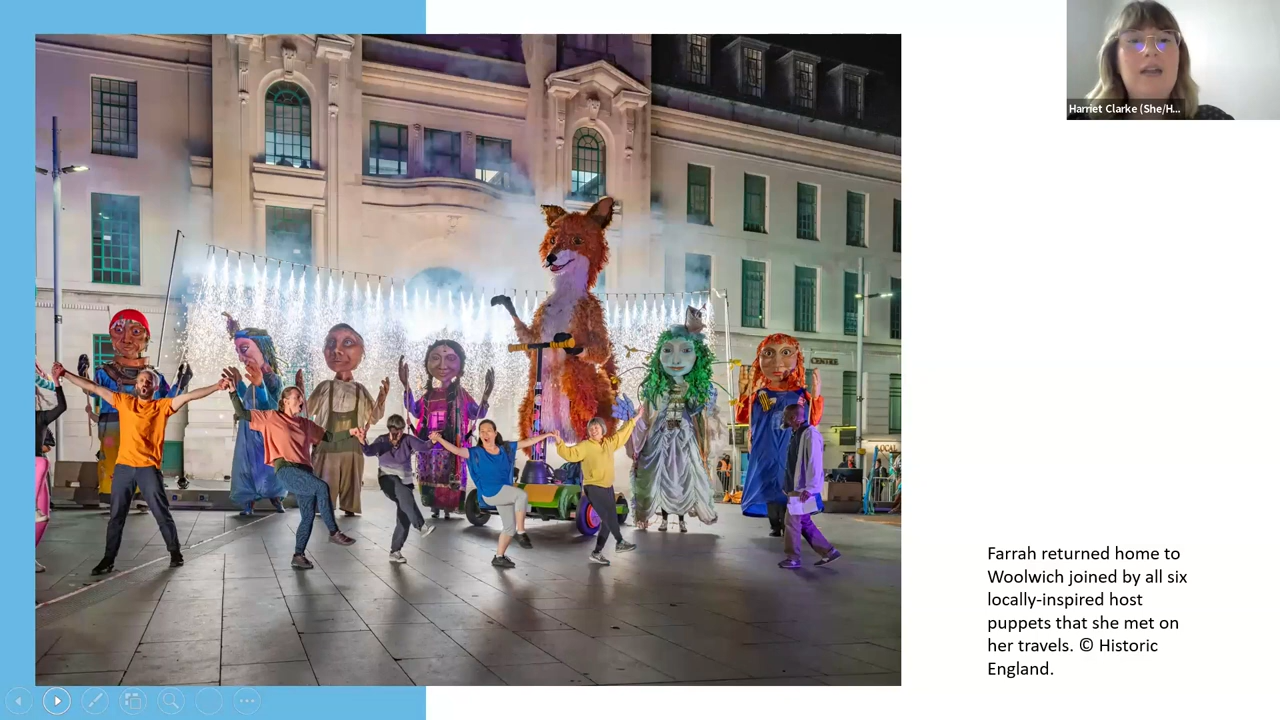 Harriet Clarke (She/H...
CENTRE
Farrah returned home to
Woolwich joined by all six
locally-inspired host
puppets that she met on
her travels. © Historic
England.